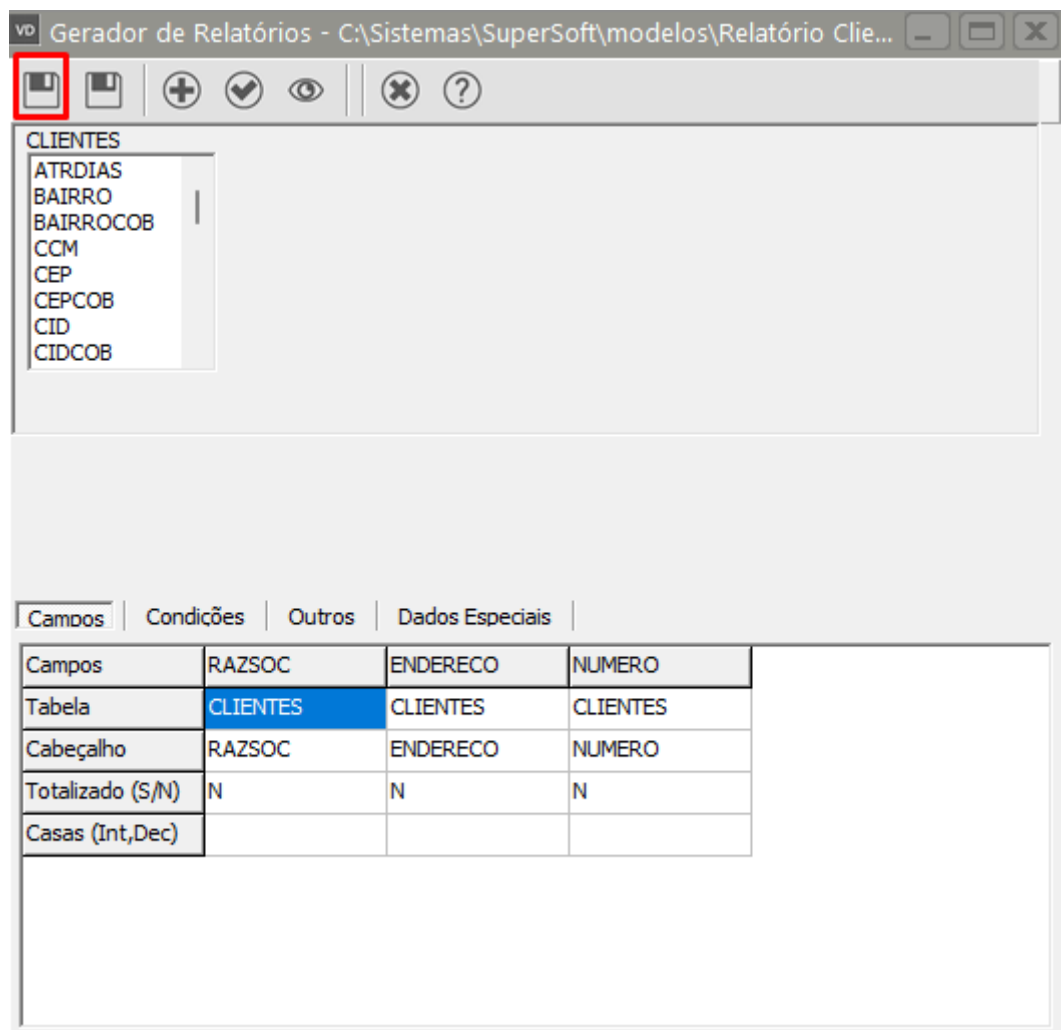 VD Gerador de Relatórios - C:\Sistemas\SuperSoft\modelos\Relatório Clie...
CLIENTES
ATRDIAS
BAIRRO
BAIRROCOB
CCM
CEP
CEPCOB
CID
CIDCOB
Campos Condições Outros Dados Especiais
Campos RAZSOC ENDERECO NUMERO
Tabela CLIENTES CLIENTES CLIENTES
Cabeçalho RAZSOC ENDERECO NUMERO
Totalizado (S/N) N N N
Casas (Int,Dec)